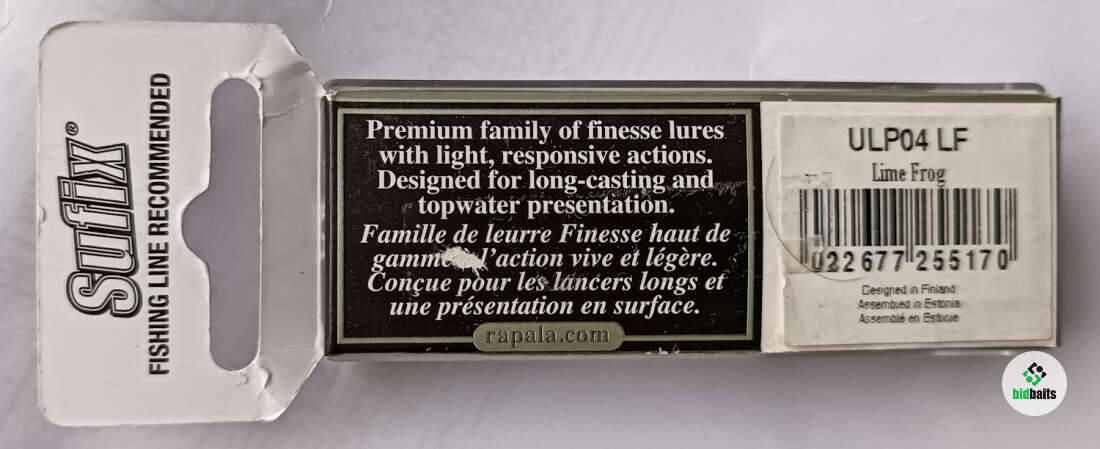 Sufix®
FISHING LINE RECOMMENDED
Premium family of finesse lures
with light, responsive actions.
Designed for long-casting and
topwater presentation.
Famille de leurre Finesse haut de
gamme l'action vive et légère.
Conçue pour les lancers longs et
une présentation en surface.
rapala.com
ULP04 LF
Lime Frog
022677 255170
Designed in Finland
Assembled in Estonia
Assemblé en Estonie
bidbaits